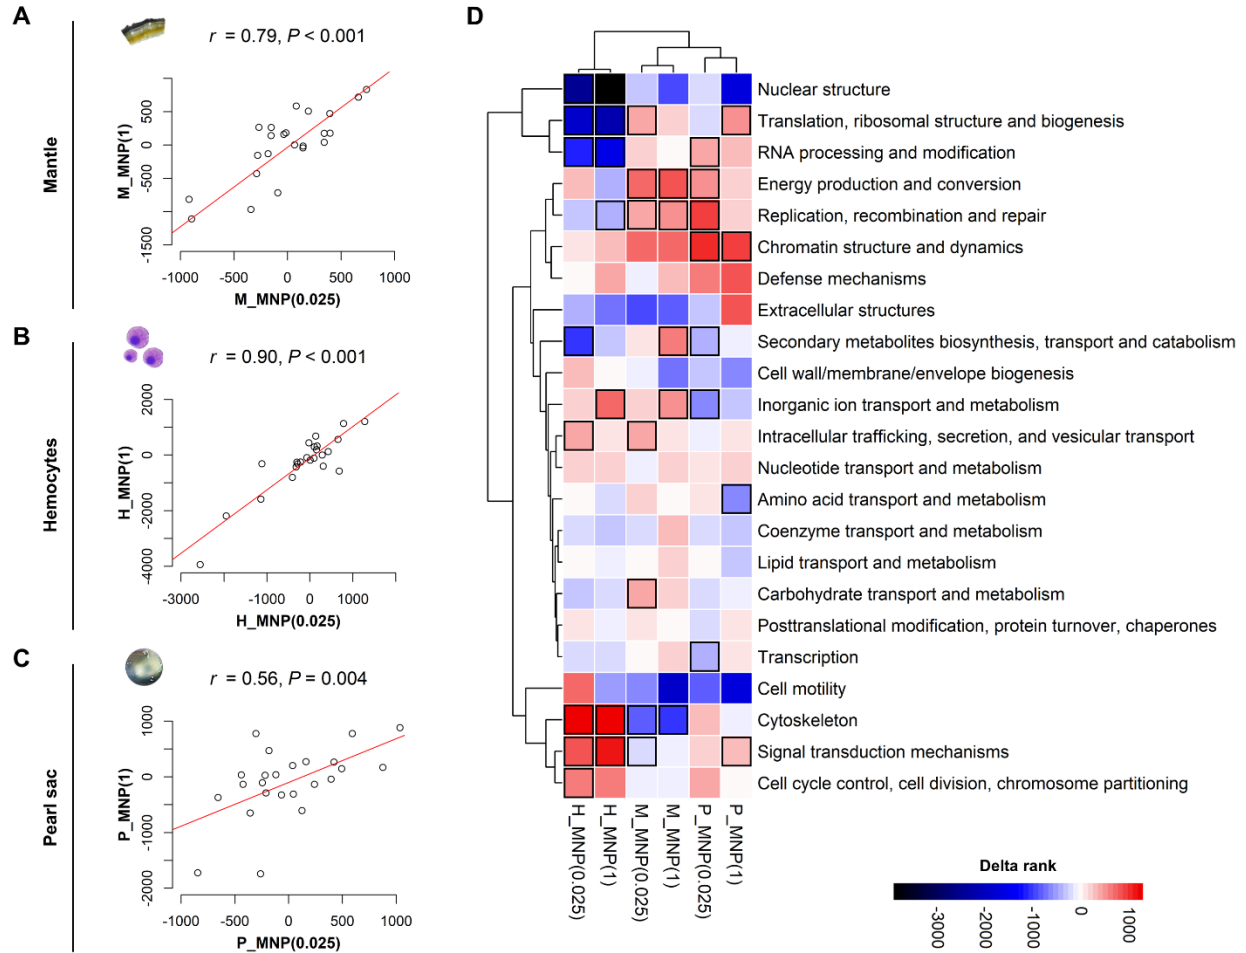 A
Mantle
r = 0.79, P < 0.001
500
0
-500
-1500
M_MNP(1)
-1000
-500
0
500
1000
M_MNP(0.025)
B
Hemocytes
r = 0.90, P < 0.001
2000
0
-2000
-4000
H_MNP(1)
-3000
-1000
0
1000
H_MNP(0.025)
C
Pearl sac
r = 0.56, P = 0.004
1000
0
-1000
-2000
P_MNP(1)
-1000
-500
0
500
1000
P_MNP(0.025)
D
Nuclear structure
Translation, ribosomal structure and biogenesis
RNA processing and modification
Energy production and conversion
Replication, recombination and repair
Chromatin structure and dynamics
Defense mechanisms
Extracellular structures
Secondary metabolites biosynthesis, transport and catabolism
Cell wall/membrane/envelope biogenesis
Inorganic ion transport and metabolism
Intracellular trafficking, secretion, and vesicular transport
Nucleotide transport and metabolism
Amino acid transport and metabolism
Coenzyme transport and metabolism
Lipid transport and metabolism
Carbohydrate transport and metabolism
Posttranslational modification, protein turnover, chaperones
Transcription
Cell motility
Cytoskeleton
Signal transduction mechanisms
Cell cycle control, cell division, chromosome partitioning
H_MNP(0.025)
H_MNP(1)
M_MNP(0.025)
M_MNP(1)
P_MNP(0.025)
P_MNP(1)
Delta rank
-3000
-2000
-1000
0
1000